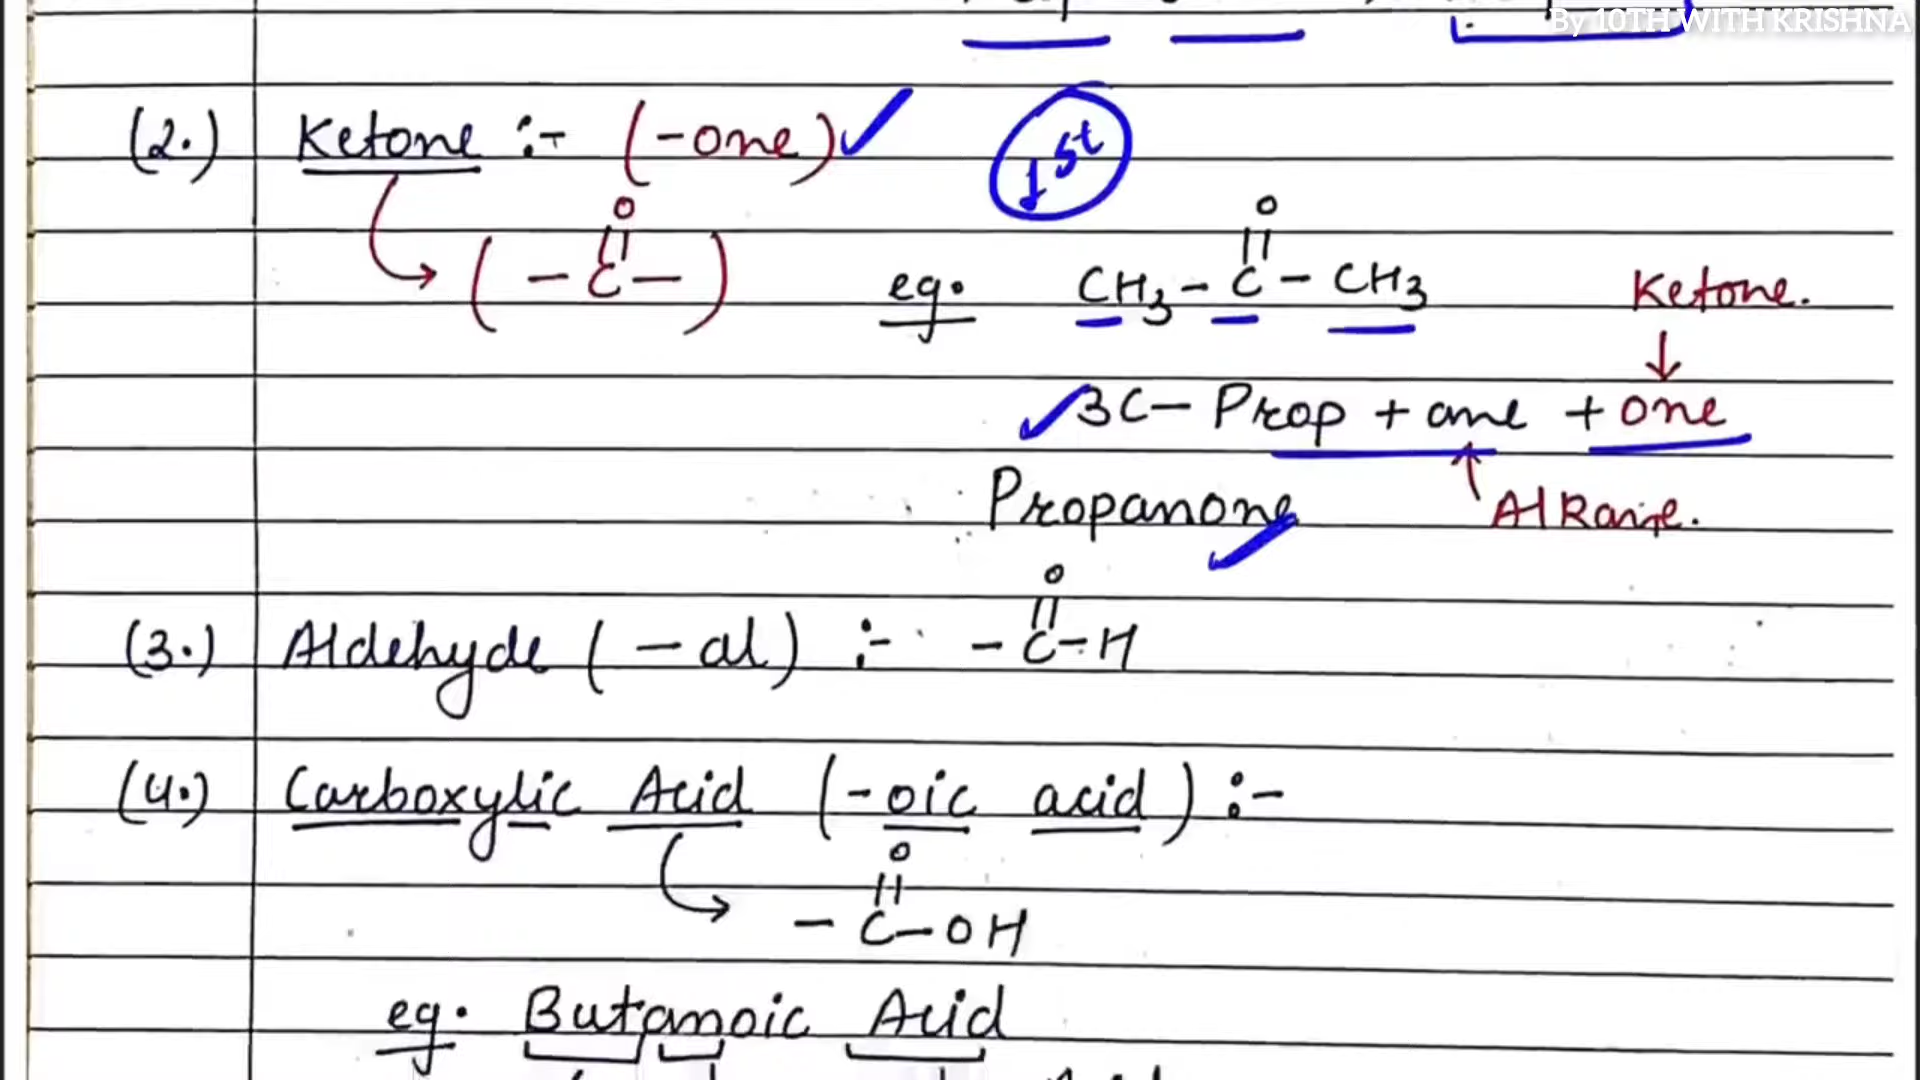 By 10TH WITH KRISHNA
(2.) Ketone :- (-one)
1st
O
O
( - C - )
eg. CH3 - C - CH3
Ketone.
3C - Prop + ane + one
Propanone
Alkane.
O
(3.) Aldehyde (-al) :- - C - H
(4.) Carboxylic Acid (-oic acid) :-
O
- C - OH
eg. Butanoic Acid